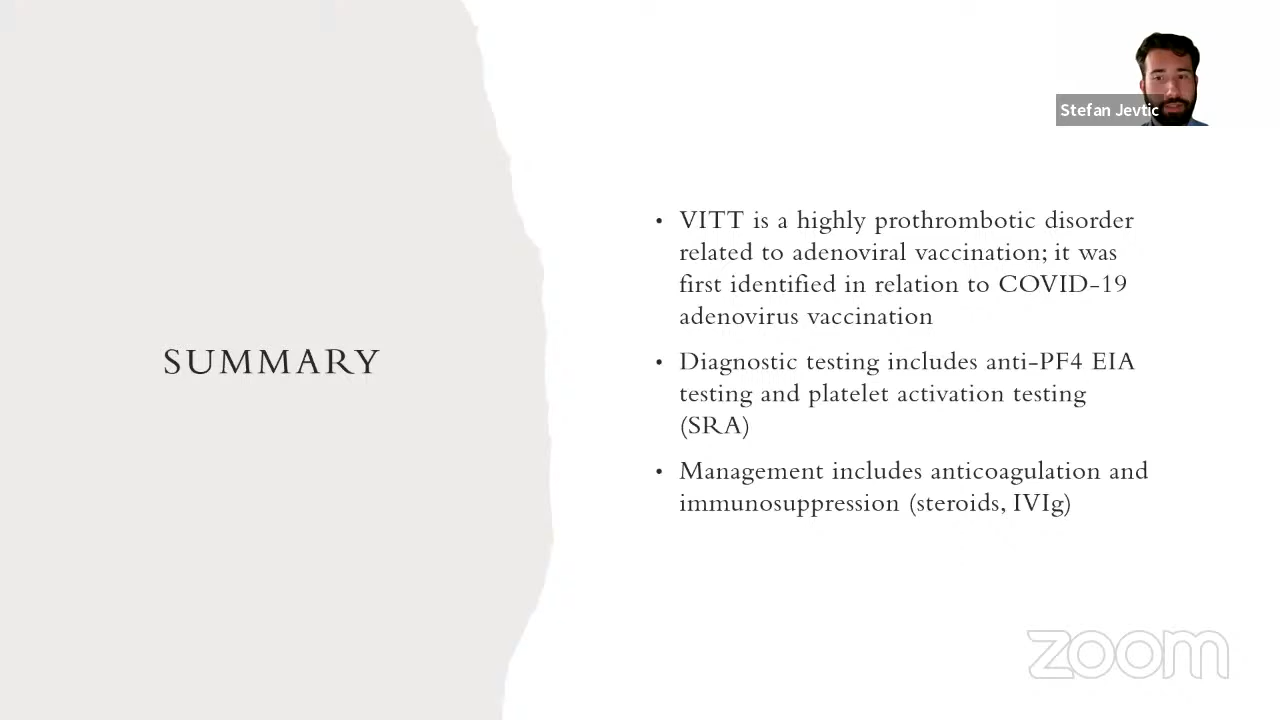 Stefan Jevtic
SUMMARY
• VITT is a highly prothrombotic disorder
related to adenoviral vaccination; it was
first identified in relation to COVID-19
adenovirus vaccination
• Diagnostic testing includes anti-PF4 EIA
testing and platelet activation testing
(SRA)
• Management includes anticoagulation and
immunosuppression (steroids, IVIg)
zoom